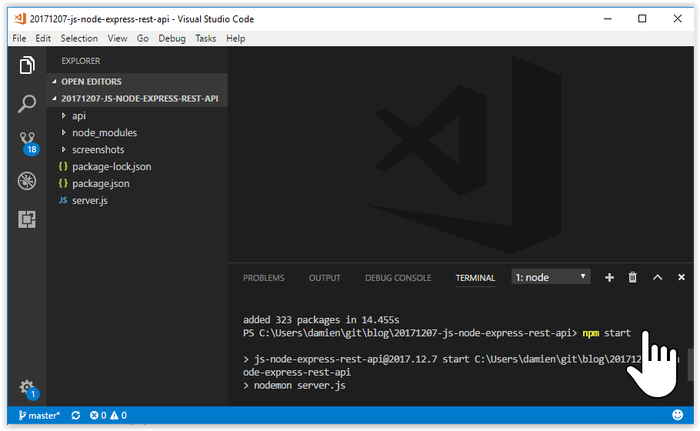 20171207-js-node-express-rest-api - Visual Studio Code
File Edit Selection View Go Debug Tasks Help
EXPLORER
OPEN EDITORS
20171207-JS-NODE-EXPRESS-REST-API
api
node_modules
screenshots
{ } package-lock.json
{ } package.json
JS server.js
18
1
PROBLEMS OUTPUT DEBUG CONSOLE TERMINAL 1: node
added 323 packages in 14.455s
PS C:\Users\damien\git\blog\20171207-js-node-express-rest-api> npm start
> js-node-express-rest-api@2017.12.7 start C:\Users\damien\git\blog\201712
ode-express-rest-api
> nodemon server.js
master* 0 0